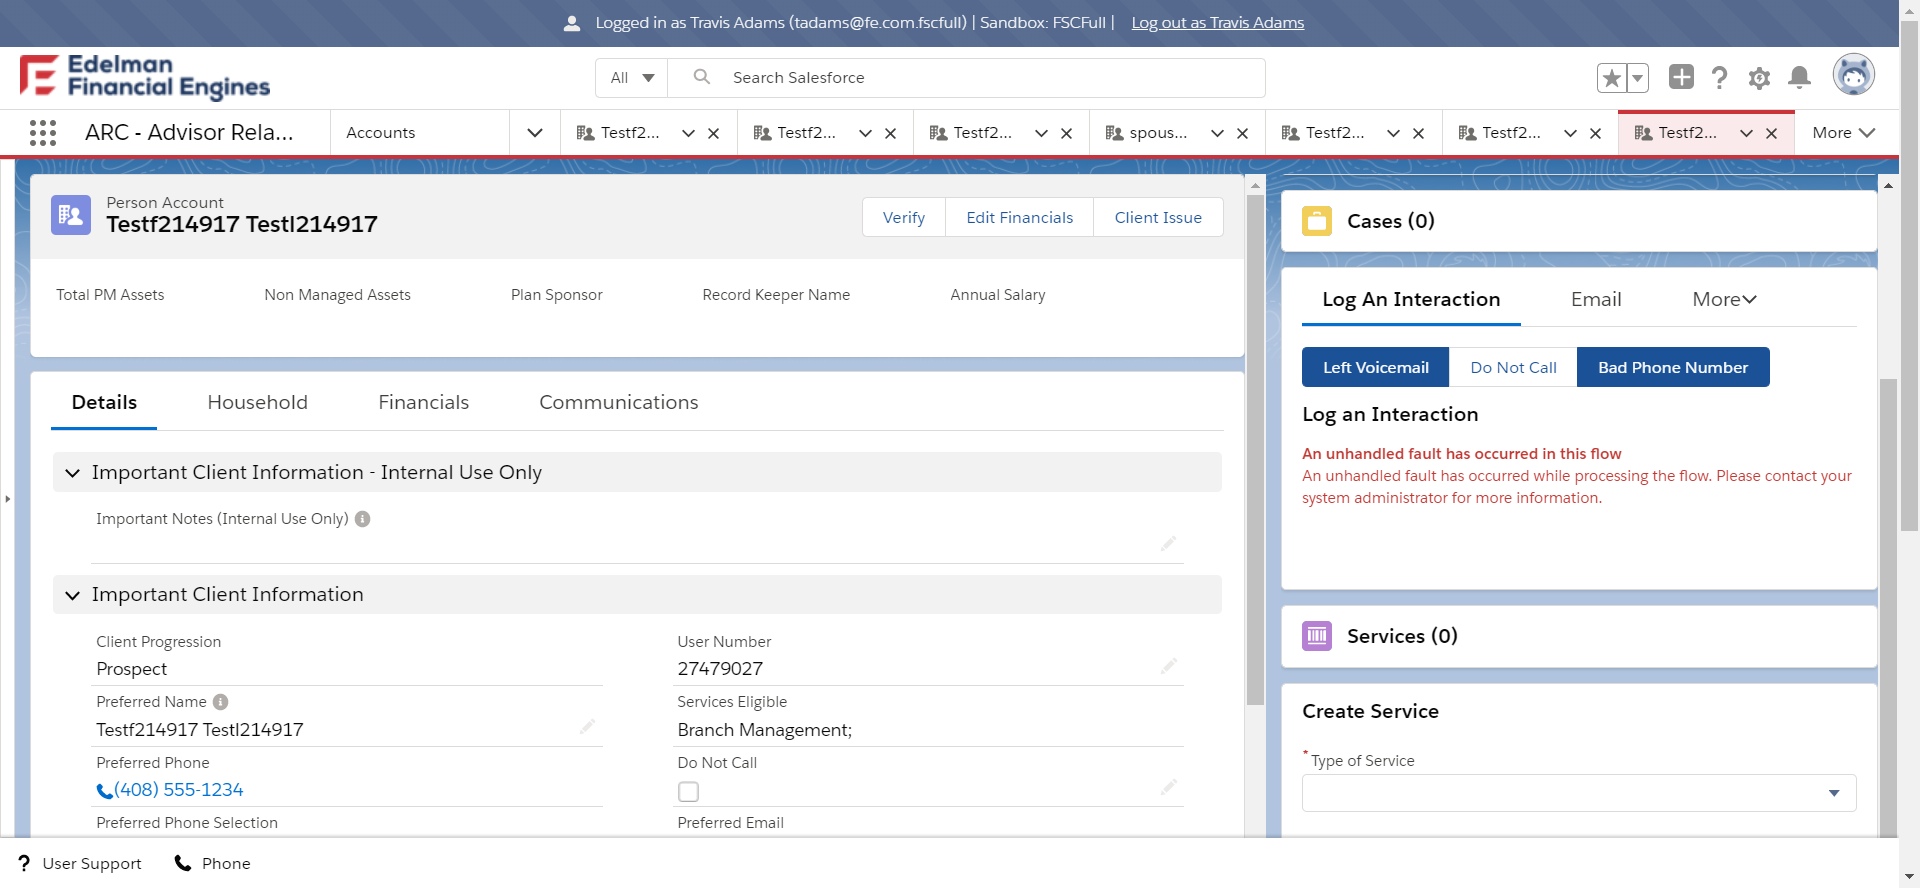 Logged in as Travis Adams (tadams@fe.com.fscfull) | Sandbox: FSCFull | Log out as Travis Adams
Edelman
Financial Engines
All
Search Salesforce
ARC - Advisor Rela...
Accounts
Testf2...
Testf2...
Testf2...
spous...
Testf2...
Testf2...
Testf2...
More
Person Account
Testf214917 Testl214917
Verify
Edit Financials
Client Issue
Total PM Assets
Non Managed Assets
Plan Sponsor
Record Keeper Name
Annual Salary
Details
Household
Financials
Communications
Important Client Information - Internal Use Only
Important Notes (Internal Use Only)
Important Client Information
Client Progression
Prospect
User Number
27479027
Preferred Name
Testf214917 Testl214917
Services Eligible
Branch Management;
Preferred Phone
(408) 555-1234
Do Not Call
Preferred Phone Selection
Preferred Email
Cases (0)
Log An Interaction
Email
More
Left Voicemail
Do Not Call
Bad Phone Number
Log an Interaction
An unhandled fault has occurred in this flow
An unhandled fault has occurred while processing the flow. Please contact your
system administrator for more information.
Services (0)
Create Service
* Type of Service
? User Support
Phone